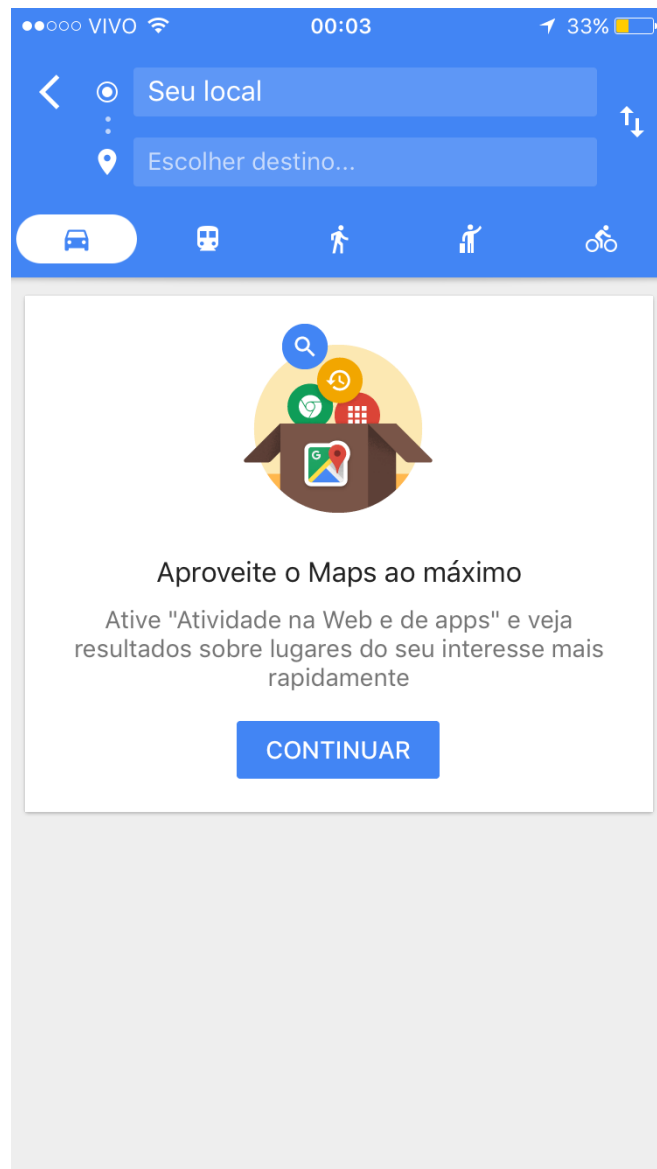 VIVO 00:03 33%
Seu local
Escolher destino...
Aproveite o Maps ao máximo
Ative "Atividade na Web e de apps" e veja
resultados sobre lugares do seu interesse mais
rapidamente
CONTINUAR